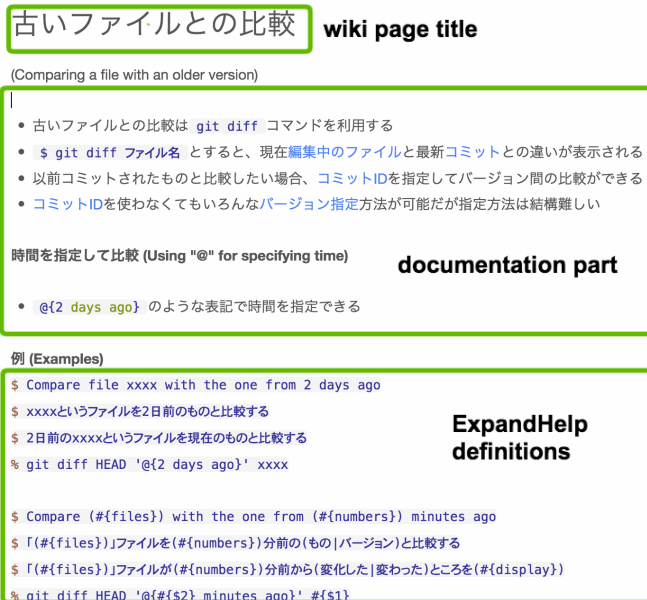 古いファイルとの比較 wiki page title
(Comparing a file with an older version)
古いファイルとの比較は git diff コマンドを利用する
$ git diff ファイル名 とすると、現在編集中のファイルと最新コミットとの違いが表示される
以前コミットされたものと比較したい場合、コミットIDを指定してバージョン間の比較ができる
コミットIDを使わなくてもいろんなバージョン指定方法が可能だが指定方法は結構難しい
時間を指定して比較 (Using "@" for specifying time)
documentation part
@{2 days ago} のような表記で時間を指定できる
例 (Examples)
$ Compare file xxxx with the one from 2 days ago
$ xxxxというファイルを2日前のものと比較する
$ 2日前のxxxxというファイルを現在のものと比較する
% git diff HEAD '@{2 days ago}' xxxx
ExpandHelp
definitions
$ Compare (#{files}) with the one from (#{numbers}) minutes ago
$ 「(#{files})」ファイルを(#{numbers})分前の(もの|バージョン)と比較する
$ 「(#{files})」ファイルが(#{numbers})分前から(変化した|変わった)ところを(#{display})
% git diff HEAD '@{#{$2} minutes ago}' #{$1}